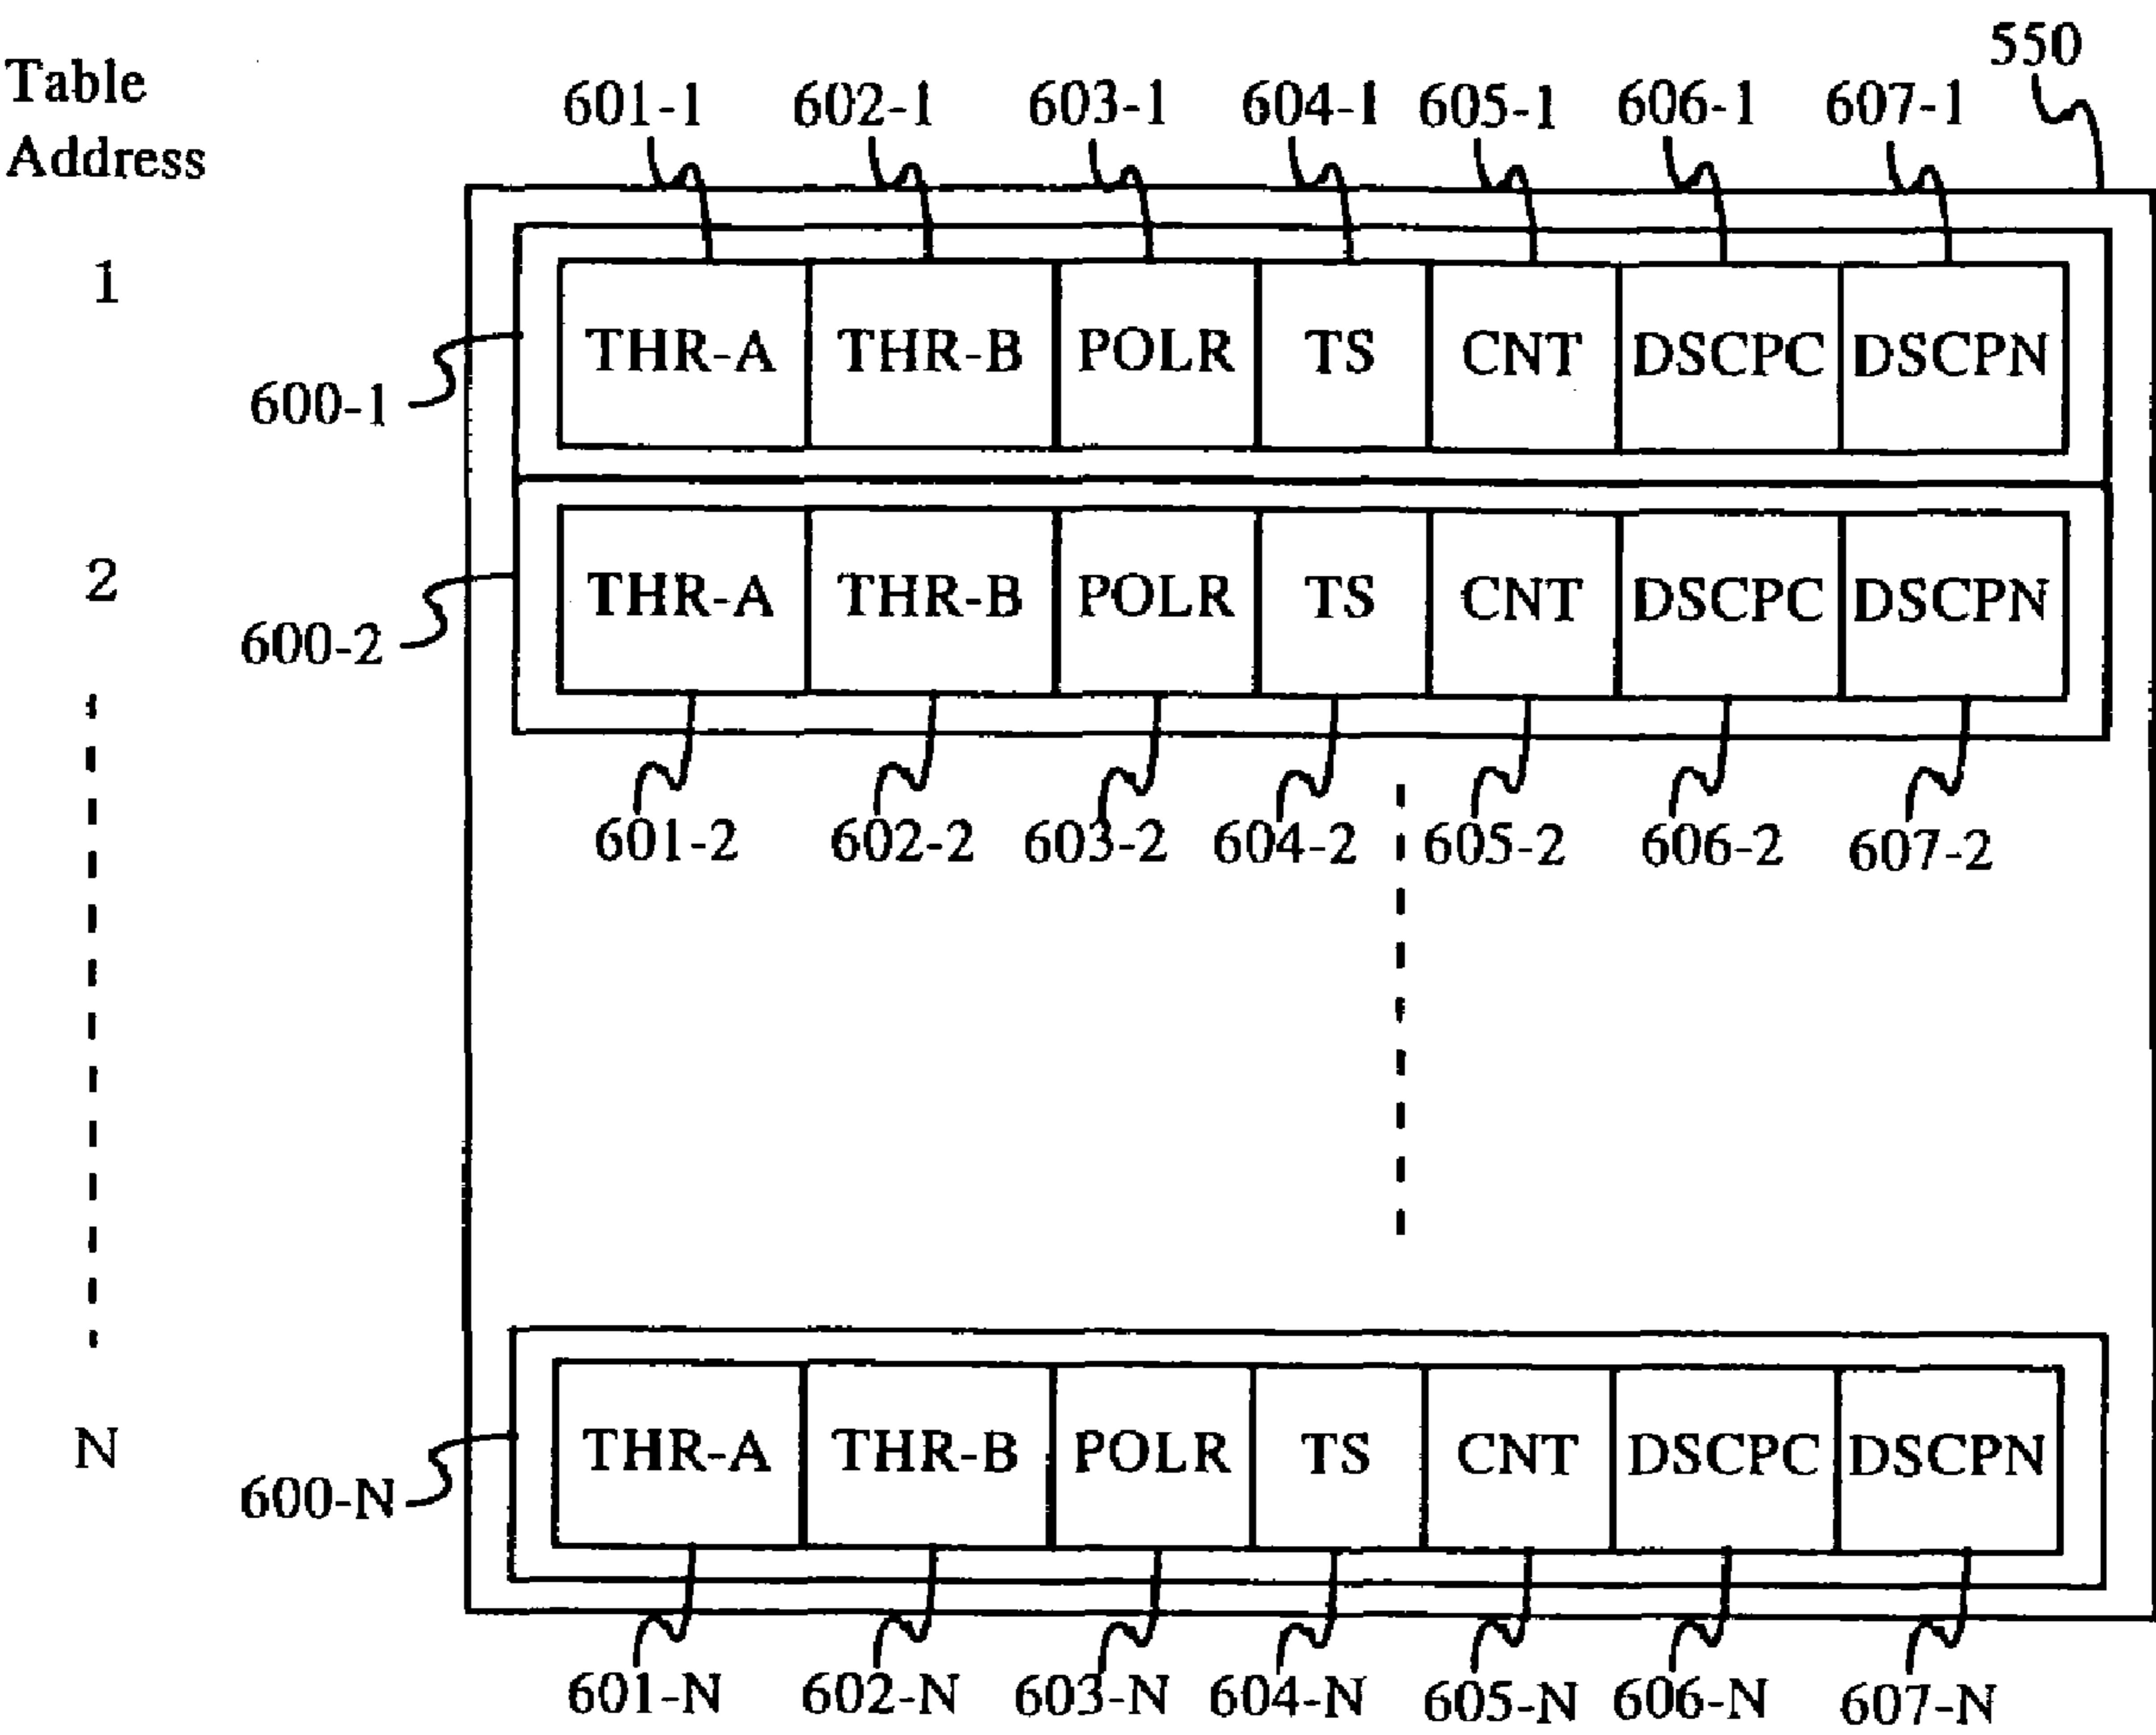 550
Table
Address
601-1 602-1 603-1 604-1 605-1 606-1 607-1
1
THR-A THR-B POLR TS CNT DSCPC DSCPN
600-1
2
THR-A THR-B POLR TS CNT DSCPC DSCPN
600-2
601-2 602-2 603-2 604-2 605-2 606-2 607-2
N
THR-A THR-B POLR TS CNT DSCPC DSCPN
600-N
601-N 602-N 603-N 604-N 605-N 606-N 607-N